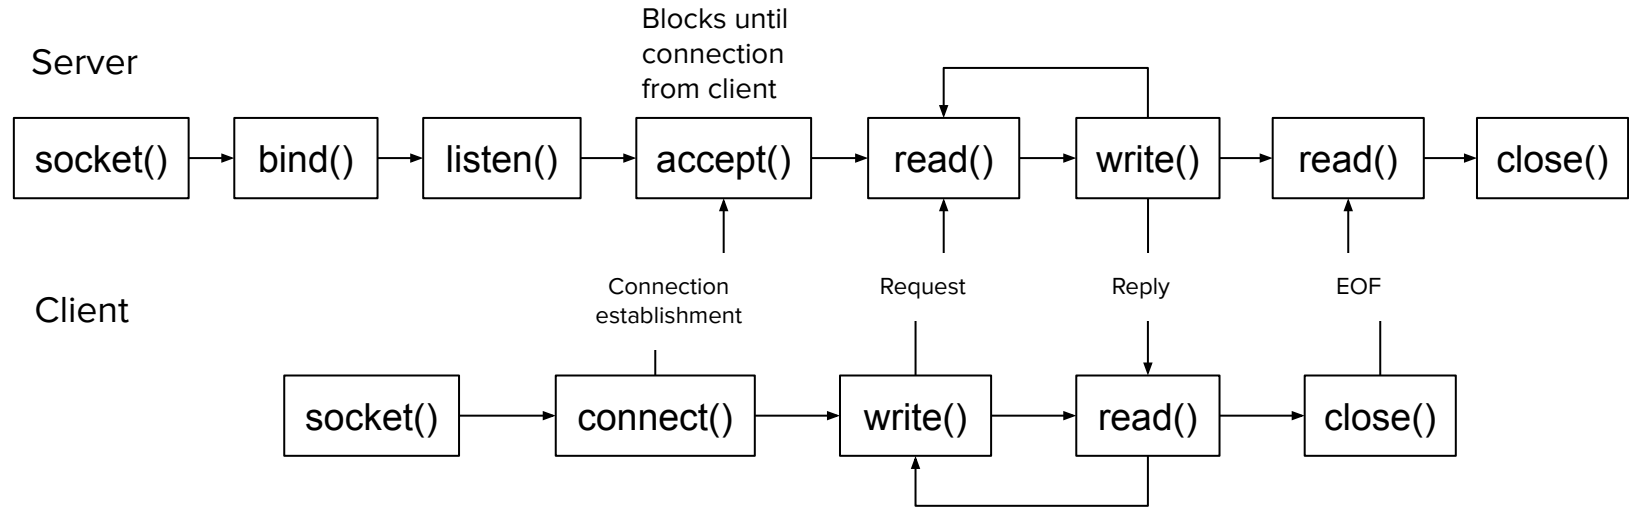 Blocks until
connection
from client
Server
socket()
bind()
listen()
accept()
read()
write()
read()
close()
Connection
establishment
Request
Reply
EOF
Client
socket()
connect()
write()
read()
close()